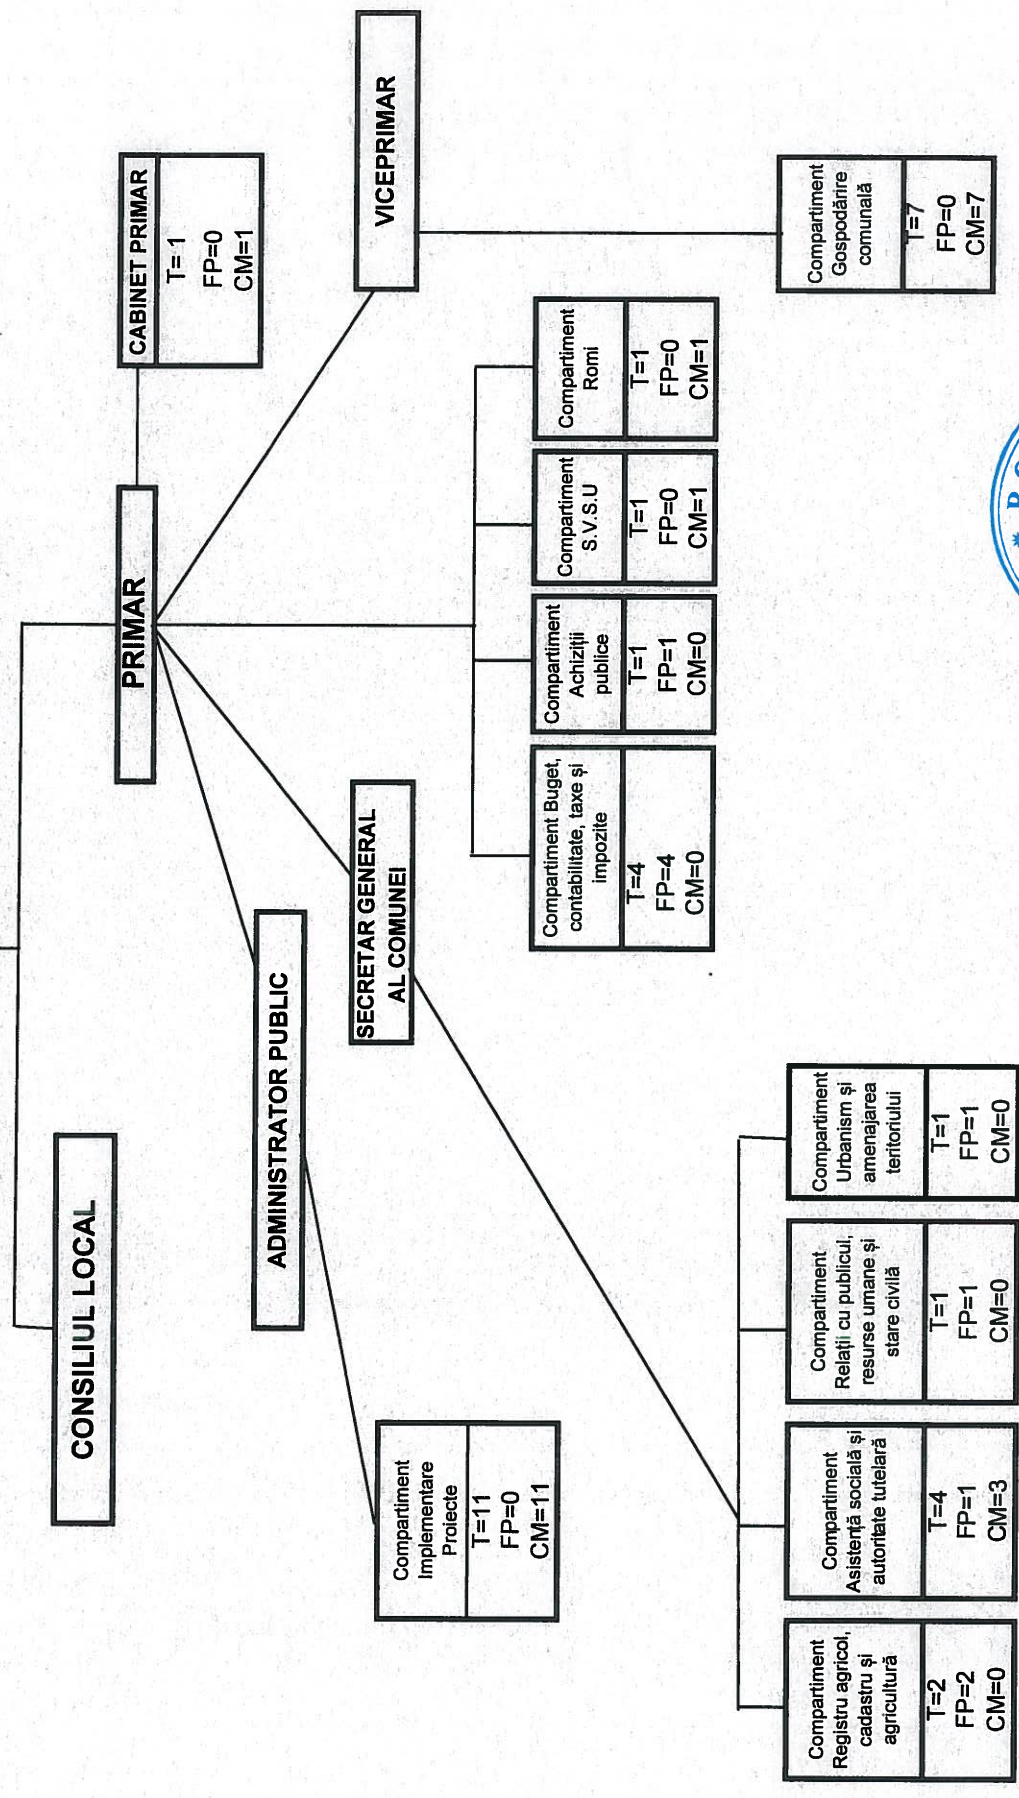 CONSILIUL LOCAL
PRIMAR
CABINET PRIMAR
T= 1
FP=0
CM=1
ADMINISTRATOR PUBLIC
SECRETAR GENERAL
AL COMUNEI
VICEPRIMAR
Compartiment
Implementare
Proiecte
T=11
FP=0
CM=11
Compartiment Buget,
contabilitate, taxe și
impozite
T=4
FP=4
CM=0
Compartiment
Achiziții
publice
T=1
FP=1
CM=0
Compartiment
S.V.S.U
T=1
FP=0
CM=1
Compartiment
Romi
T=1
FP=0
CM=1
Compartiment
Registru agricol,
cadastru și
agricultură
T=2
FP=2
CM=0
Compartiment
Asistență socială și
autoritate tutelară
T=4
FP=1
CM=3
Compartiment
Relații cu publicul,
resurse umane și
stare civilă
T=1
FP=1
CM=0
Compartiment
Urbanism și
amenajarea
teritoriului
T=1
FP=1
CM=0
Compartiment
Gospodărire
comunală
T=7
FP=0
CM=7